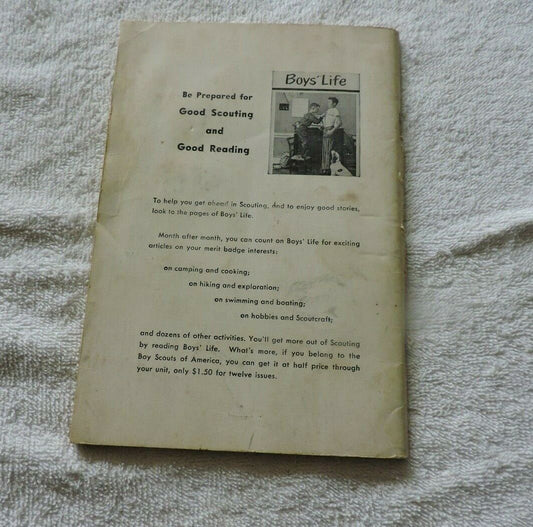 Boys' Life
Be Prepared for
Good Scouting
and
Good Reading
To help you get ahead in Scouting, and to enjoy good stories,
look to the pages of Boys' Life.
Month after month, you can count on Boys' Life for exciting
articles on your merit badge interests:
on camping and cooking;
on hiking and exploration;
on swimming and boating;
on hobbies and Scoutcraft;
and dozens of other activities. You'll get more out of Scouting
by reading Boys' Life. What's more, if you belong to the
Boy Scouts of America, you can get it at half price through
your unit, only $1.50 for twelve issues.